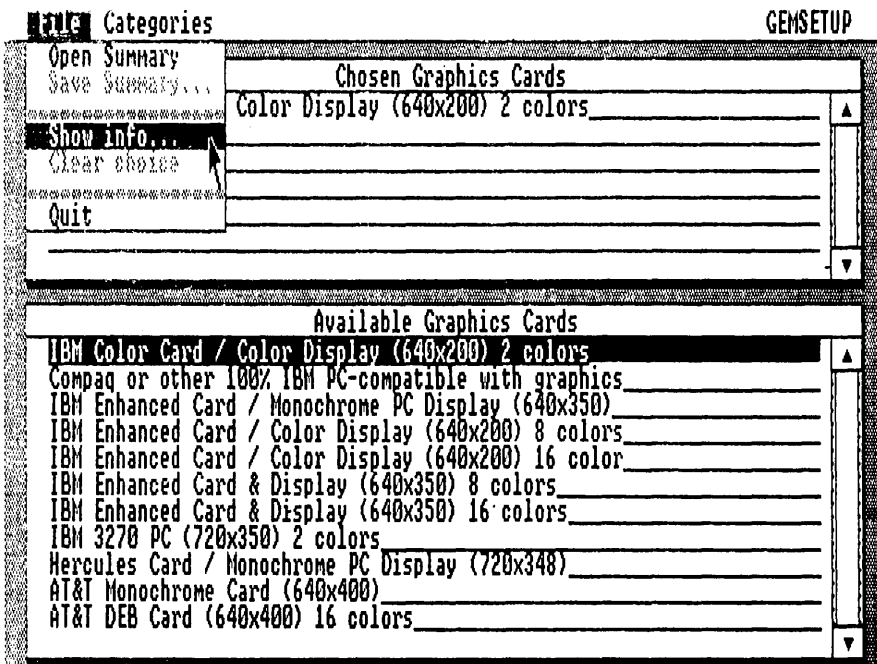 File Categories GEMSETUP
Open Summary
Save Summary...
Show info...
Clear choice
Quit
Chosen Graphics Cards
Color Display (640x200) 2 colors
Available Graphics Cards
IBM Color Card / Color Display (640x200) 2 colors
Compaq or other 100% IBM PC-compatible with graphics
IBM Enhanced Card / Monochrome PC Display (640x350)
IBM Enhanced Card / Color Display (640x200) 8 colors
IBM Enhanced Card / Color Display (640x200) 16 color
IBM Enhanced Card & Display (640x350) 8 colors
IBM Enhanced Card & Display (640x350) 16 colors
IBM 3270 PC (720x350) 2 colors
Hercules Card / Monochrome PC Display (720x348)
AT&T Monochrome Card (640x400)
AT&T DEB Card (640x400) 16 colors